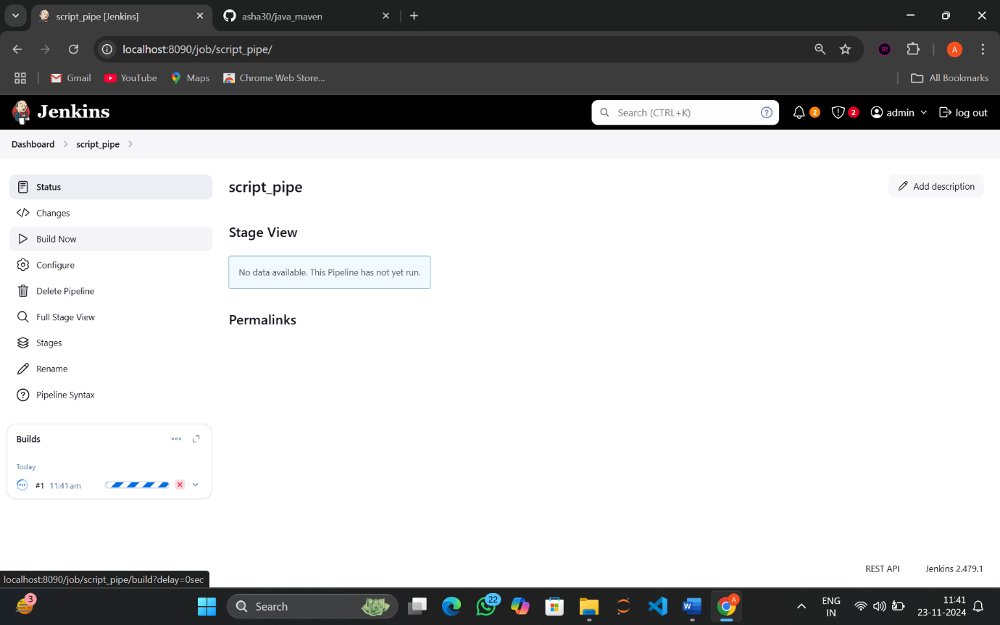 script_pipe [Jenkins]
asha30/java_maven
localhost:8090/job/script_pipe/
A
Gmail
YouTube
Maps
Chrome Web Store...
All Bookmarks
Jenkins
Search (CTRL+K)
?
2
2
admin
log out
Dashboard
script_pipe
Status
Changes
Build Now
Configure
Delete Pipeline
Full Stage View
Stages
Rename
Pipeline Syntax
script_pipe
Add description
Stage View
No data available. This Pipeline has not yet run.
Permalinks
Builds
Today
#1 11:41 am
REST API
Jenkins 2.479.1
localhost:8090/job/script_pipe/build?delay=0sec
3
Search
22
W
A
ENG
IN
11:41
23-11-2024